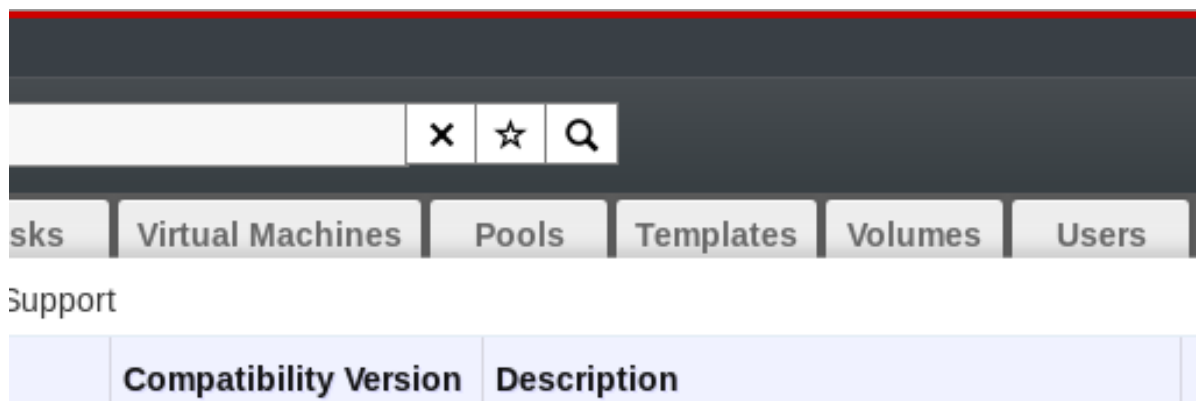 sks Virtual Machines Pools Templates Volumes Users
Support
Compatibility Version Description